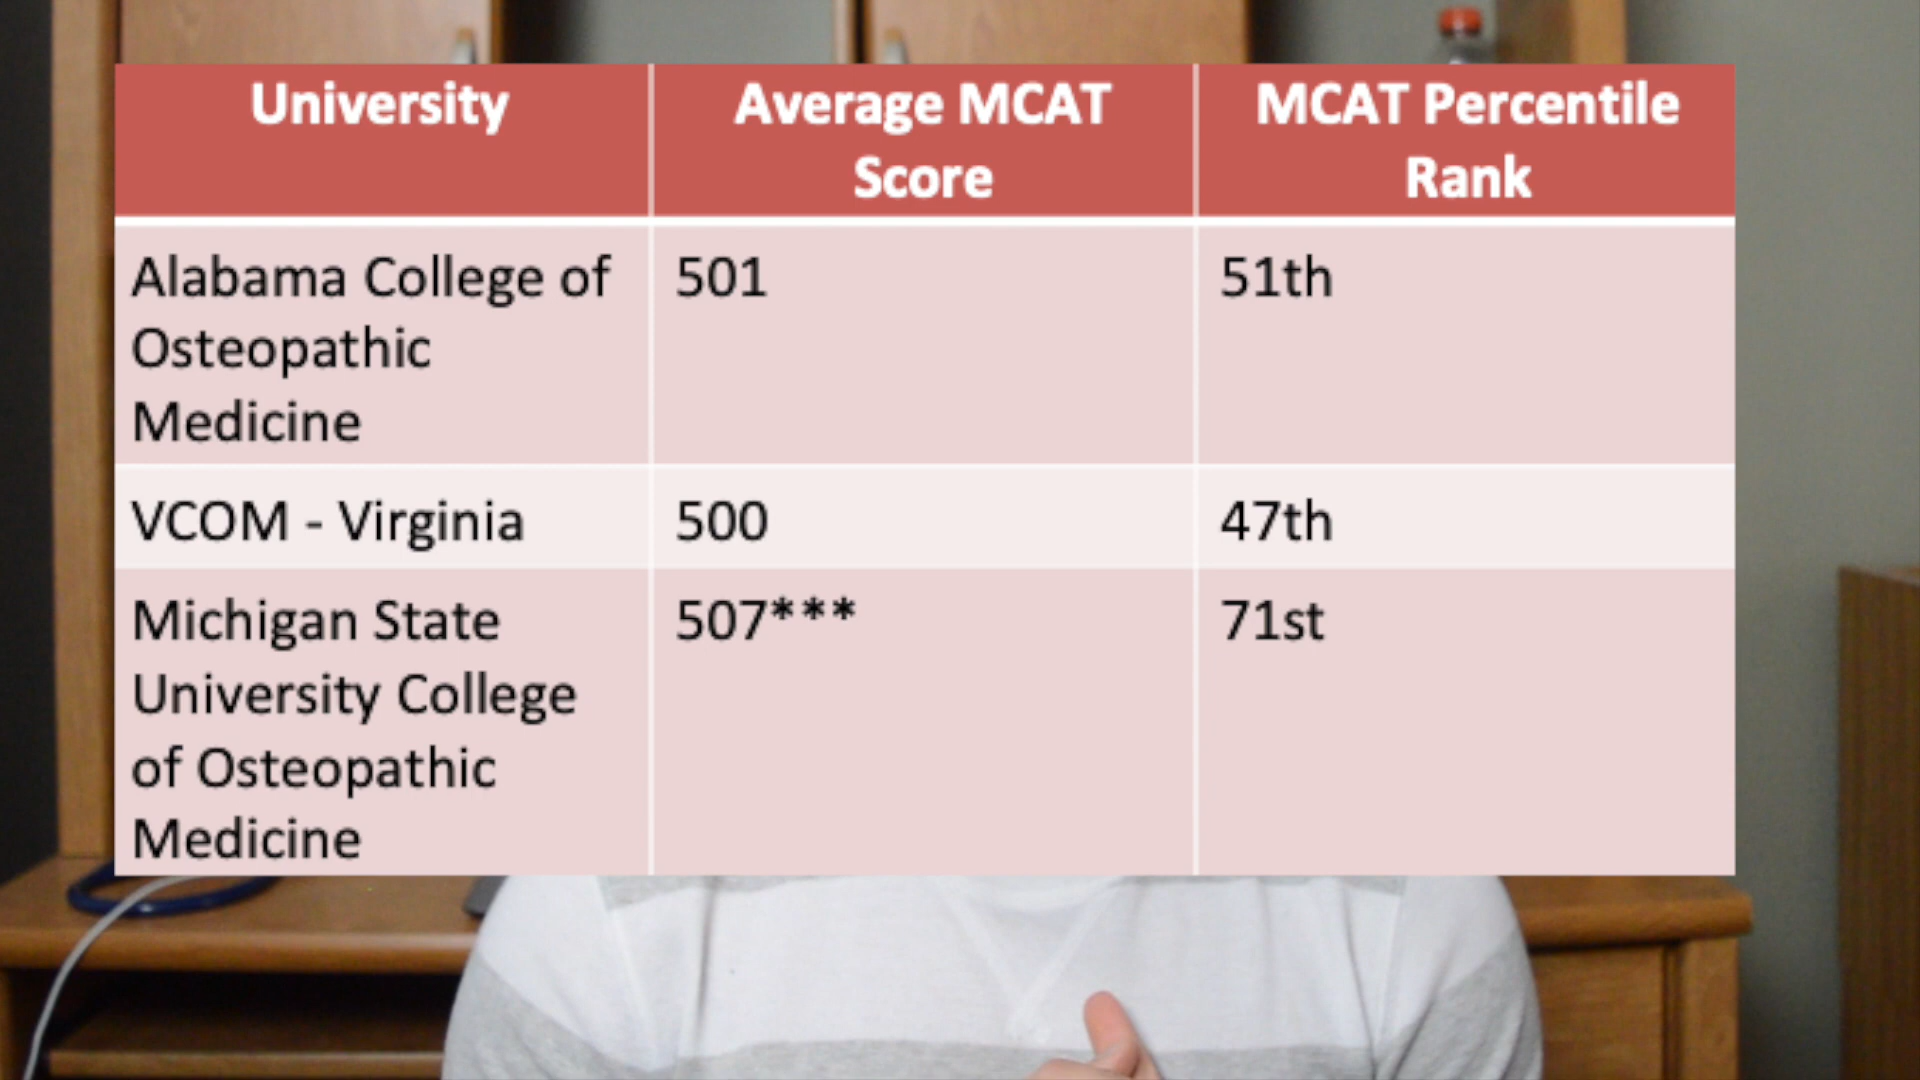 University
Average MCAT
Score
MCAT Percentile
Rank
Alabama College of
Osteopathic
Medicine
501
51th
VCOM - Virginia
500
47th
Michigan State
University College
of Osteopathic
Medicine
507***
71st